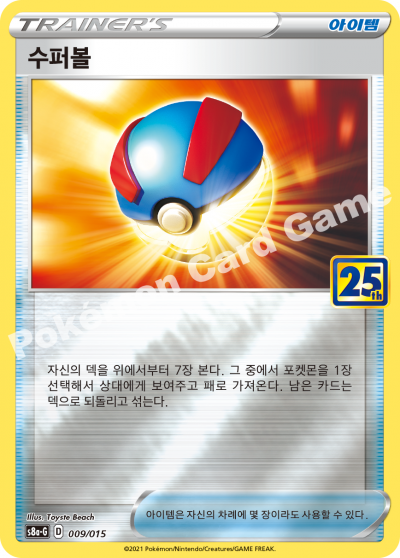 TRAINER'S 아이템
수퍼볼
25th
Pokémon Card Game
자신의 덱을 위에서부터 7장 본다. 그 중에서 포켓몬을 1장
선택해서 상대에게 보여주고 패로 가져온다. 남은 카드는
덱으로 되돌리고 섞는다.
Illus. Toyste Beach
s8a-G D 009/015
아이템은 자신의 차례에 몇 장이라도 사용할 수 있다.
©2021 Pokémon/Nintendo/Creatures/GAME FREAK.